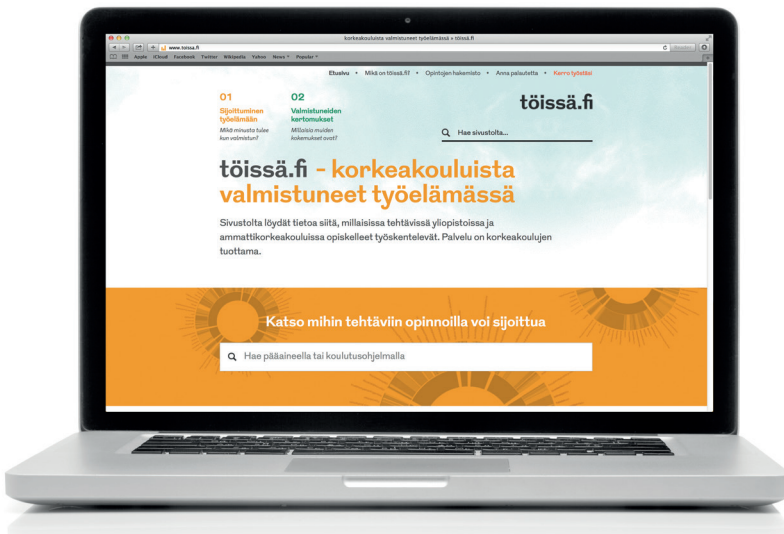 korkeakouluista valmistuneet työelämässä » töissä.fi
www.toissa.fi
Reader
Apple iCloud Facebook Twitter Wikipedia Yahoo News Popular
Etusivu • Mikä on töissä.fi? • Opintojen hakemisto • Anna palautetta • Kerro työstäsi
01
Sijoittuminen
työelämään
Mikä minusta tulee
kun valmistun?
02
Valmistuneiden
kertomukset
Millaisia muiden
kokemukset ovat?
töissä.fi
Hae sivustolta...
töissä.fi - korkeakouluista
valmistuneet työelämässä
Sivustolta löydät tietoa siitä, millaisissa tehtävissä yliopistoissa ja
ammattikorkeakouluissa opiskelleet työskentelevät. Palvelu on korkeakoulujen
tuottama.
Katso mihin tehtäviin opinnoilla voi sijoittua
Hae pääaineella tai koulutusohjelmalla